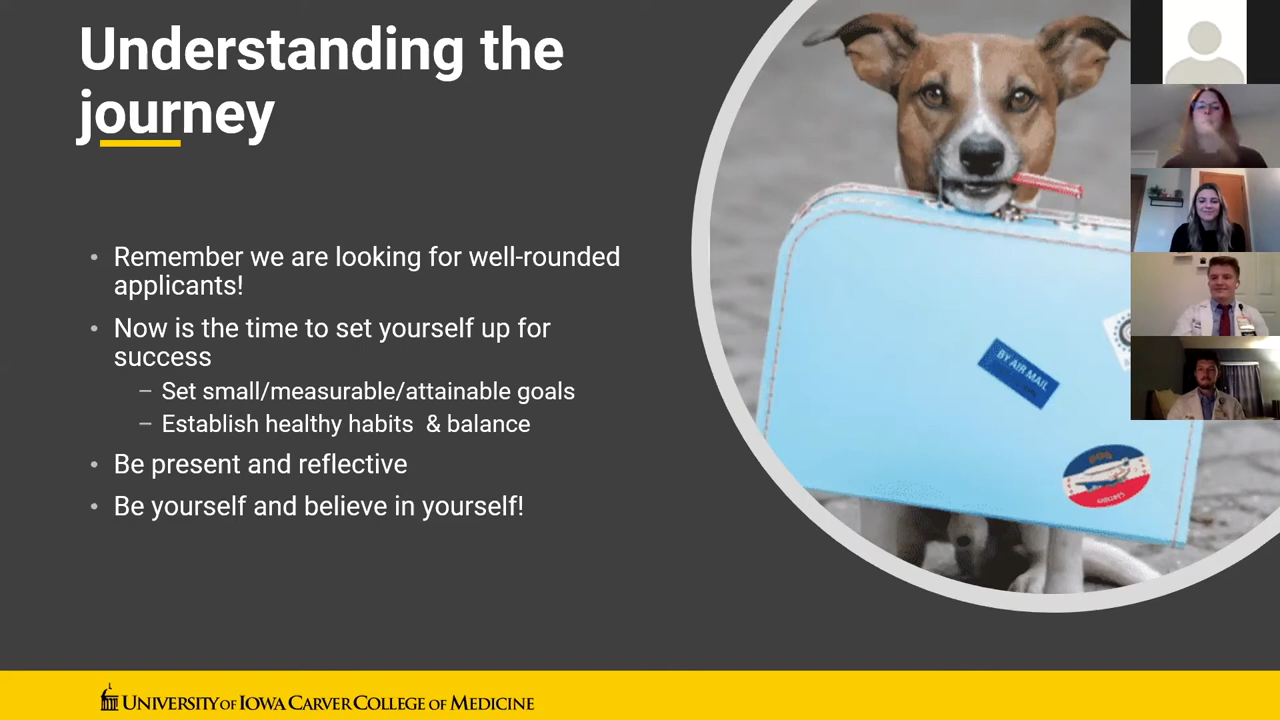 Understanding the
journey
• Remember we are looking for well-rounded
applicants!
• Now is the time to set yourself up for
success
– Set small/measurable/attainable goals
– Establish healthy habits & balance
• Be present and reflective
• Be yourself and believe in yourself!
BY AIR MAIL
UNIVERSITY OF IOWA CARVER COLLEGE OF MEDICINE